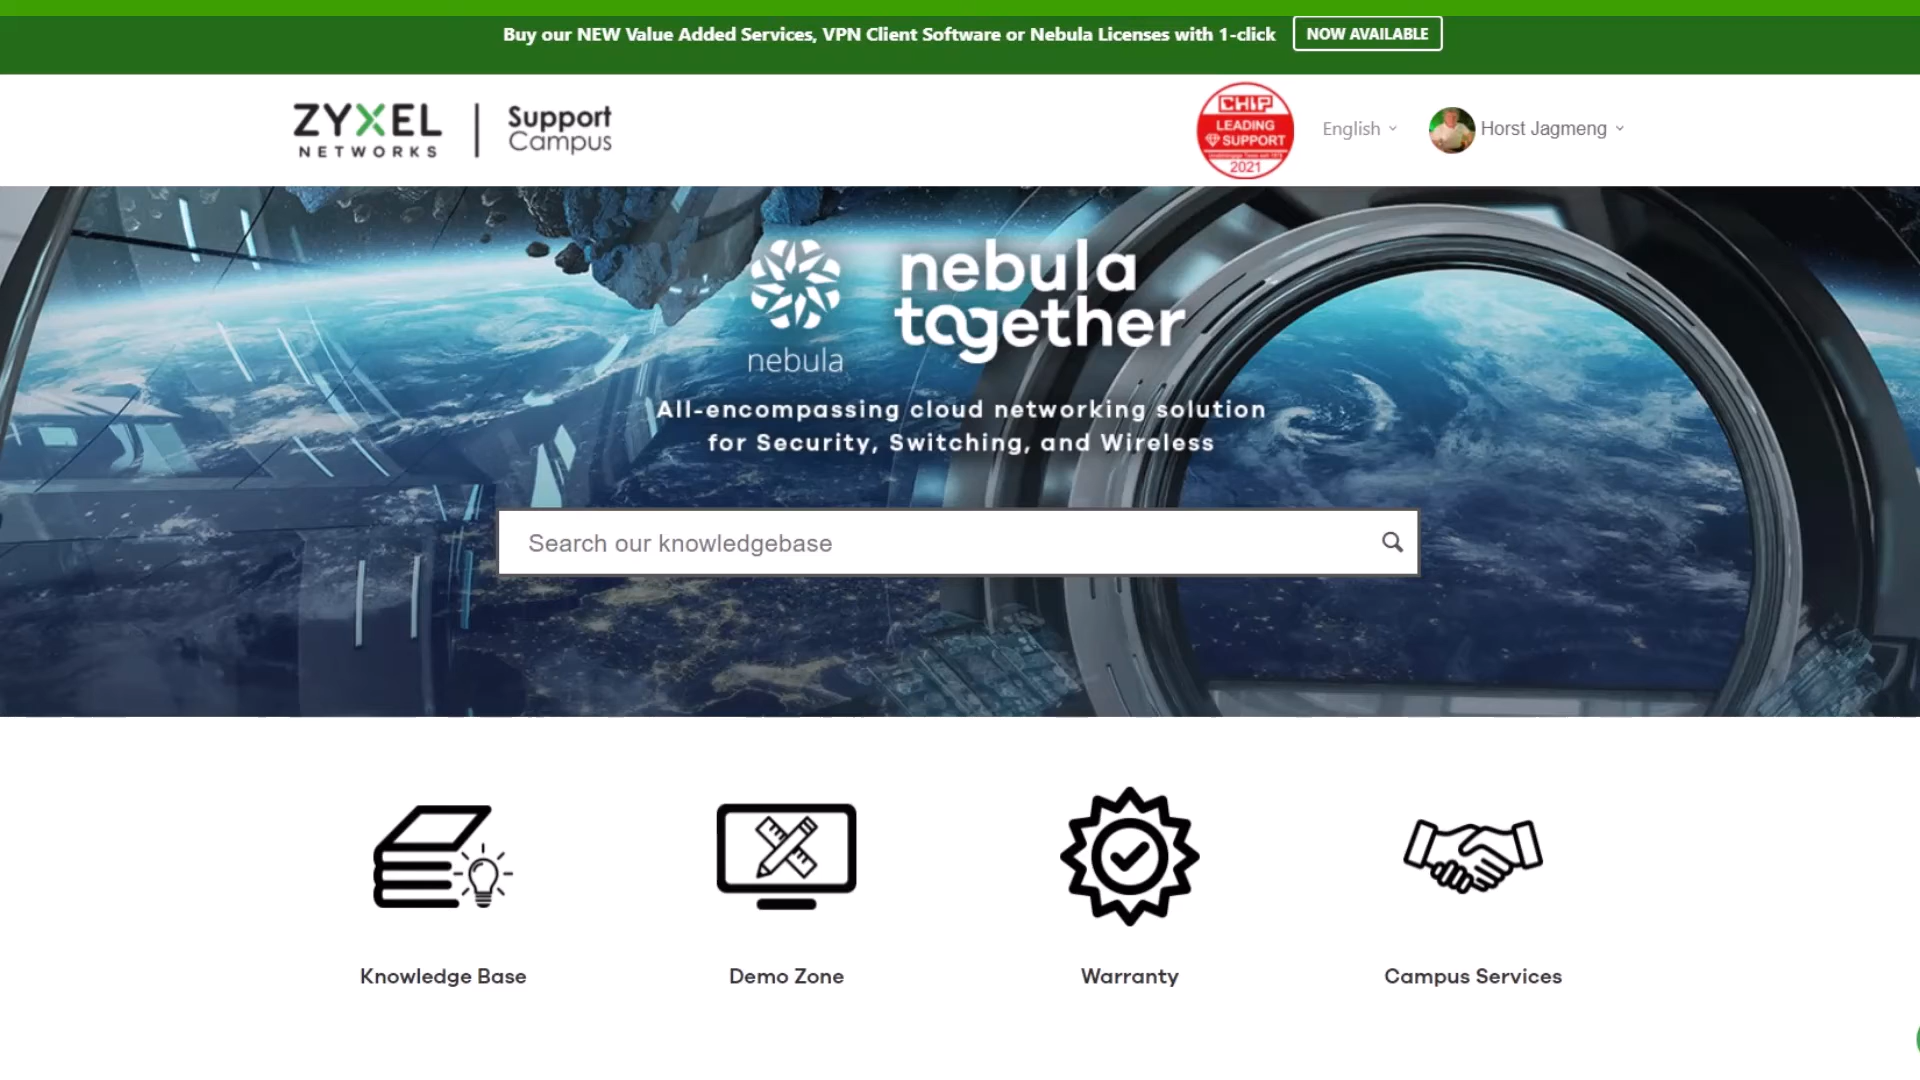 Buy our NEW Value Added Services, VPN Client Software or Nebula Licenses with 1-click NOW AVAILABLE
ZYXEL
NETWORKS
Support
Campus
CHIP
LEADING
SUPPORT
2021
English
Horst Jagmeng
nebula
nebula
together
All-encompassing cloud networking solution
for Security, Switching, and Wireless
Search our knowledgebase
Knowledge Base
Demo Zone
Warranty
Campus Services